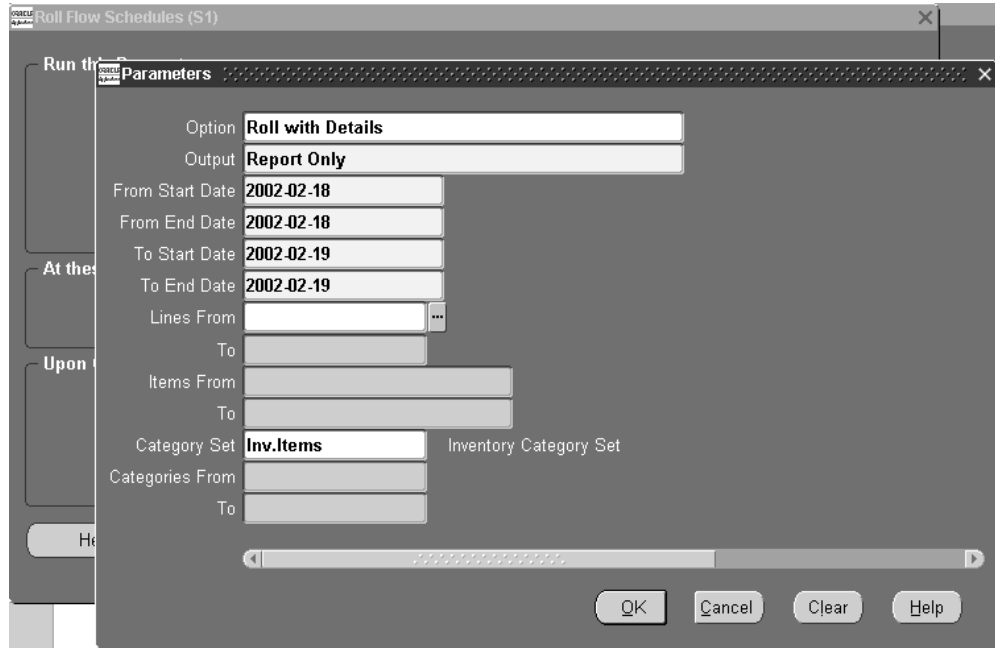 Roll Flow Schedules (S1)
Run
Parameters
Option Roll with Details
Output Report Only
From Start Date 2002-02-18
From End Date 2002-02-18
To Start Date 2002-02-19
To End Date 2002-02-19
At
Lines From
To
Upon
Items From
To
Category Set Inv.Items Inventory Category Set
Categories From
To
OK Cancel Clear Help